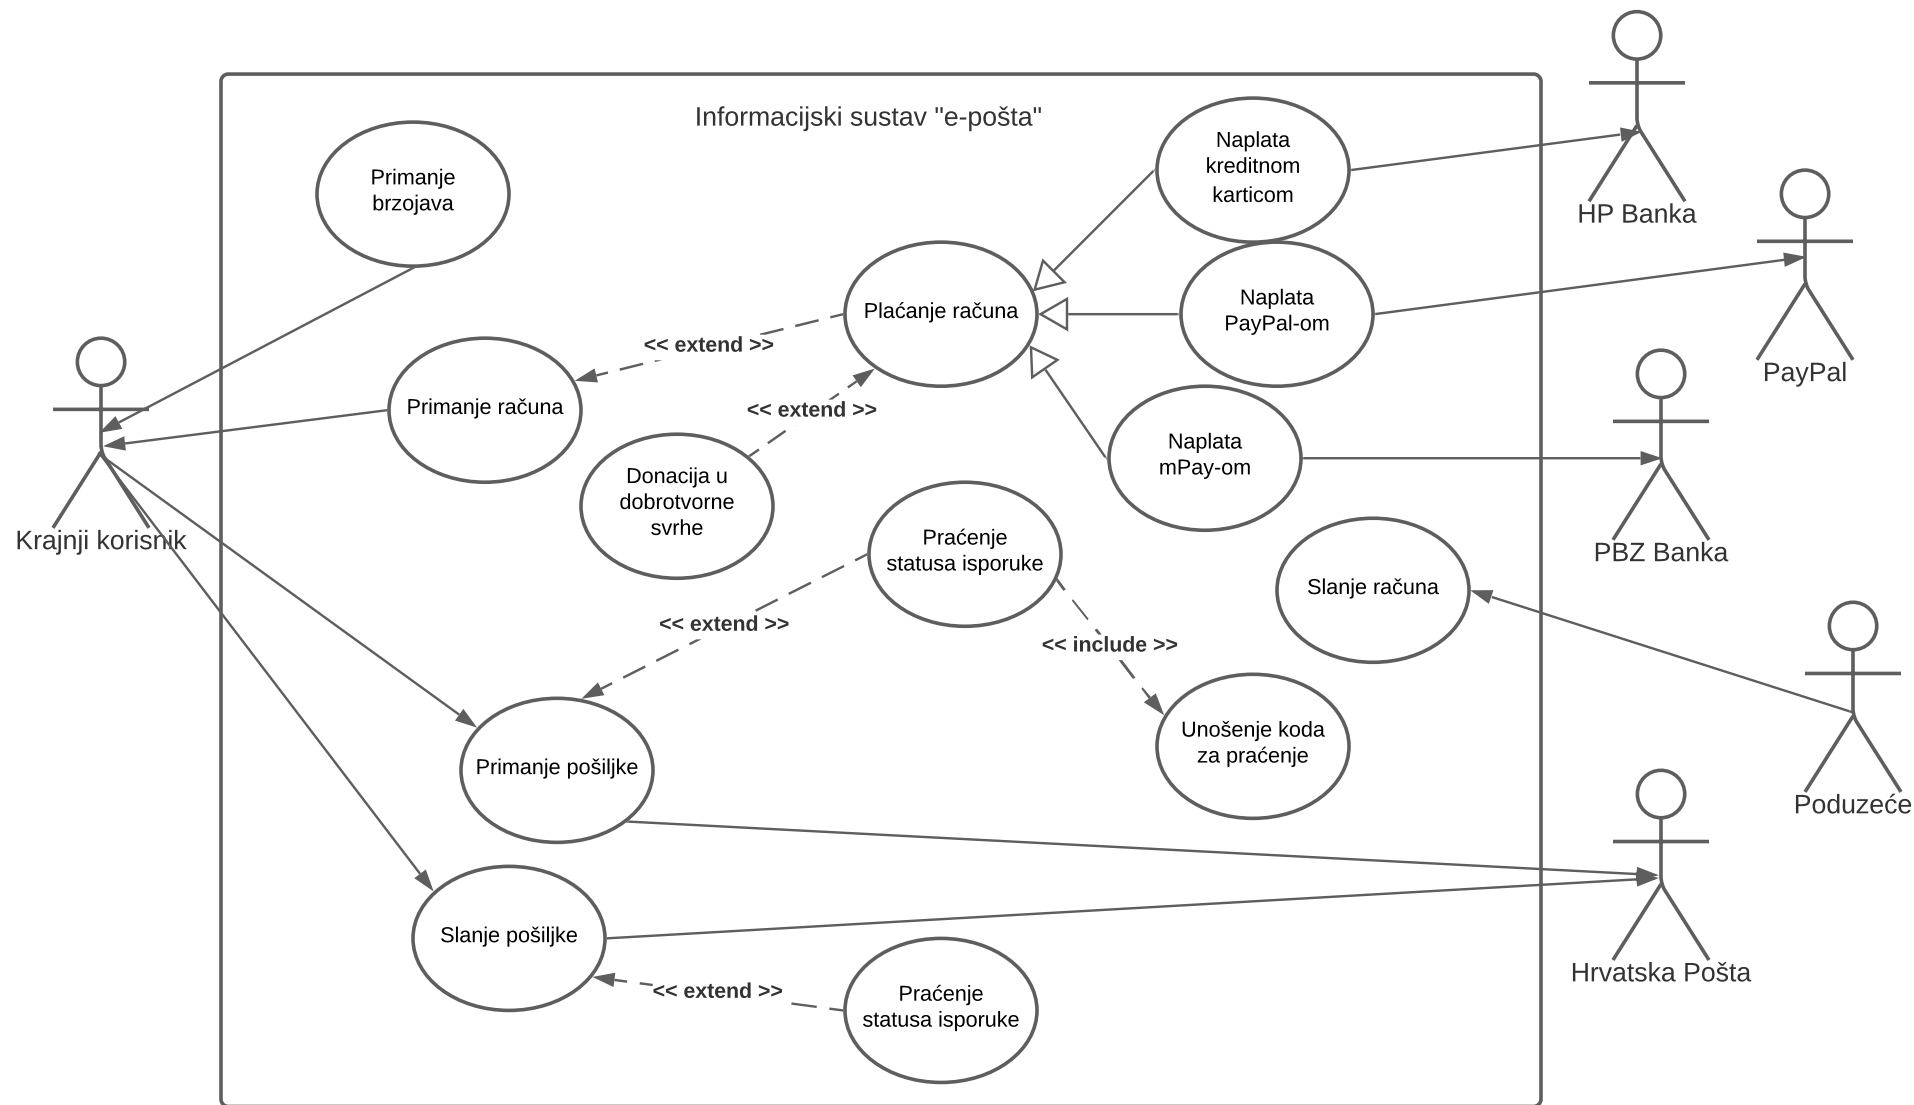 Informacijski sustav "e-pošta"
Primanje
brzojava
Naplata
kreditnom
karticom
HP Banka
Plaćanje računa
Naplata
PayPal-om
PayPal
<< extend >>
Primanje računa
<< extend >>
Naplata
mPay-om
PBZ Banka
Krajnji korisnik
Donacija u
dobrotvorne
svrhe
Praćenje
statusa isporuke
Slanje računa
<< extend >>
<< include >>
Primanje pošiljke
Unošenje koda
za praćenje
Poduzeće
Slanje pošiljke
Hrvatska Pošta
<< extend >>
Praćenje
statusa isporuke